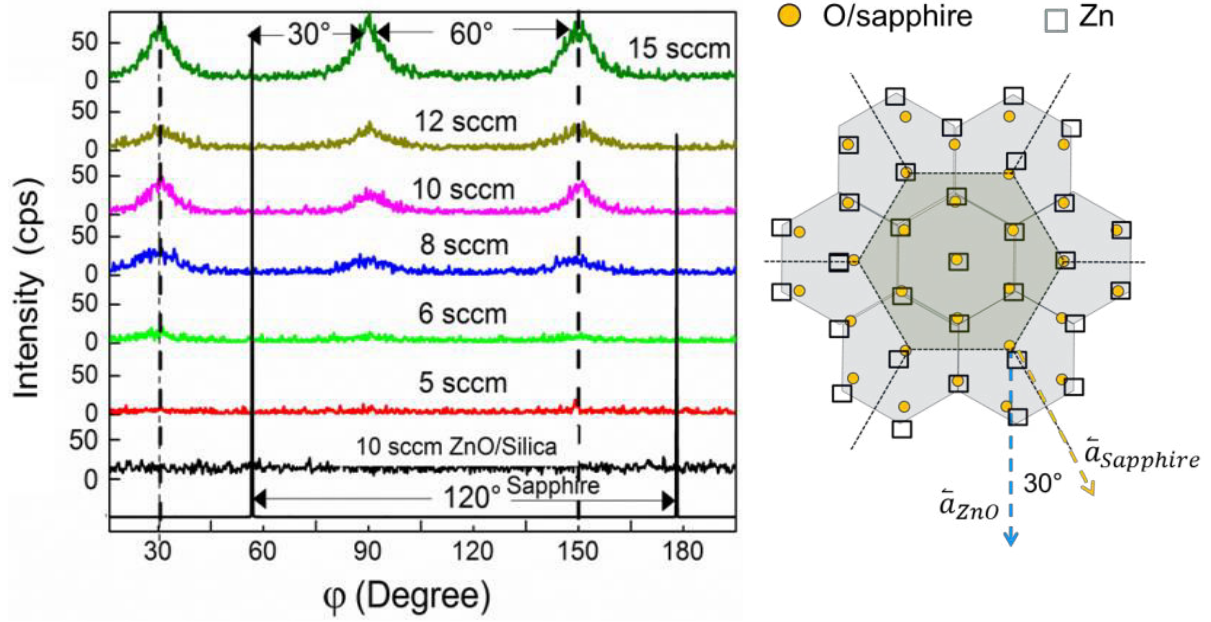 O/sapphire
Zn
50
0
30°
60°
15 sccm
50
0
12 sccm
50
0
10 sccm
50
0
8 sccm
50
0
6 sccm
50
0
5 sccm
50
0
10 sccm ZnO/Silica
120°
Sapphire
30
60
90
120
150
180
φ (Degree)
Intensity (cps)
a⃐Sapphire
30°
a⃐ZnO